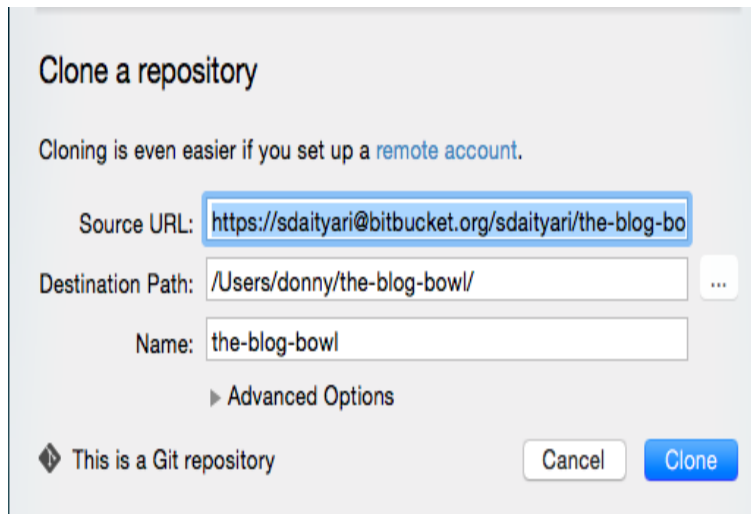 Clone a repository
Cloning is even easier if you set up a remote account.
Source URL: https://sdaityari@bitbucket.org/sdaityari/the-blog-bo
Destination Path: /Users/donny/the-blog-bowl/ ...
Name: the-blog-bowl
Advanced Options
This is a Git repository Cancel Clone